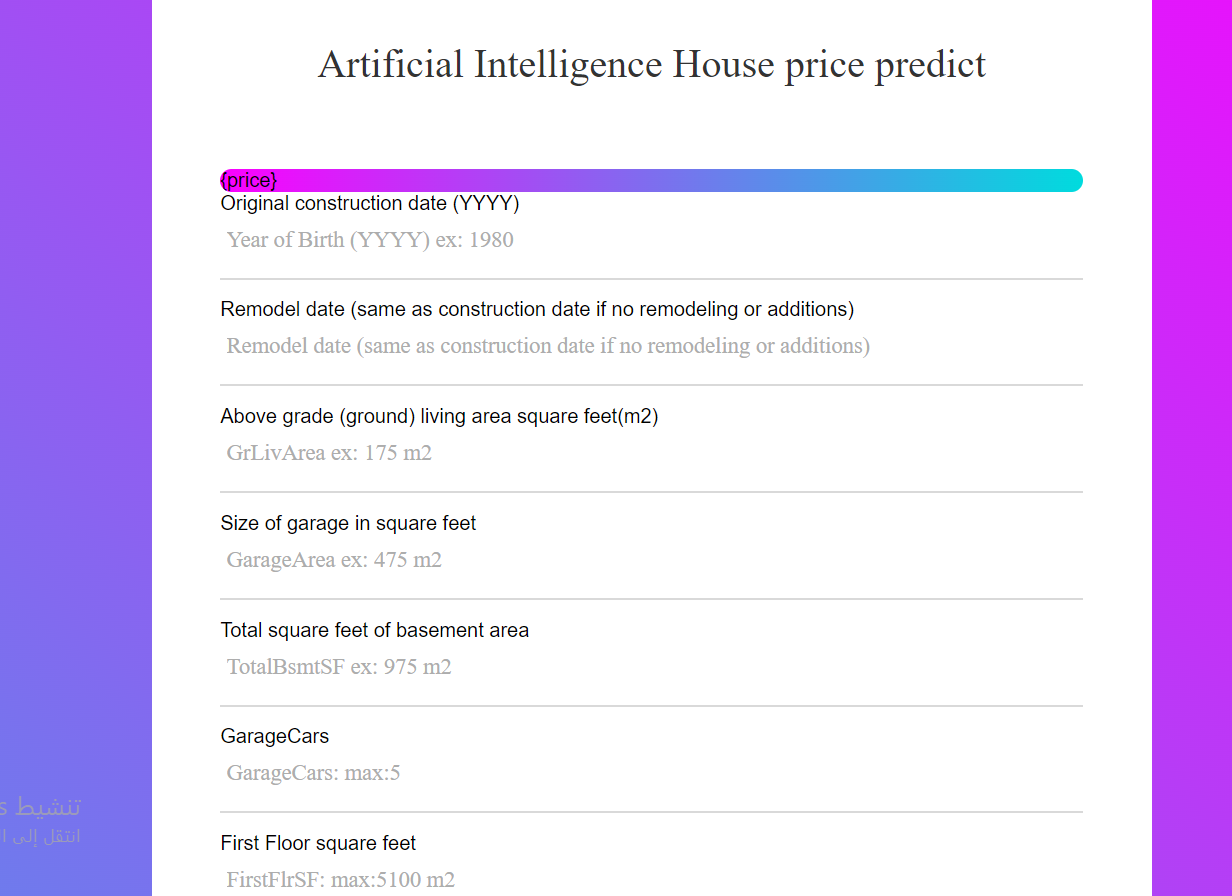 Artificial Intelligence House price predict
{price}
Original construction date (YYYY)
Year of Birth (YYYY) ex: 1980
Remodel date (same as construction date if no remodeling or additions)
Remodel date (same as construction date if no remodeling or additions)
Above grade (ground) living area square feet(m2)
GrLivArea ex: 175 m2
Size of garage in square feet
GarageArea ex: 475 m2
Total square feet of basement area
TotalBsmtSF ex: 975 m2
GarageCars
GarageCars: max:5
تنشيط
انتقل إلى
First Floor square feet
FirstFlrSF: max:5100 m2